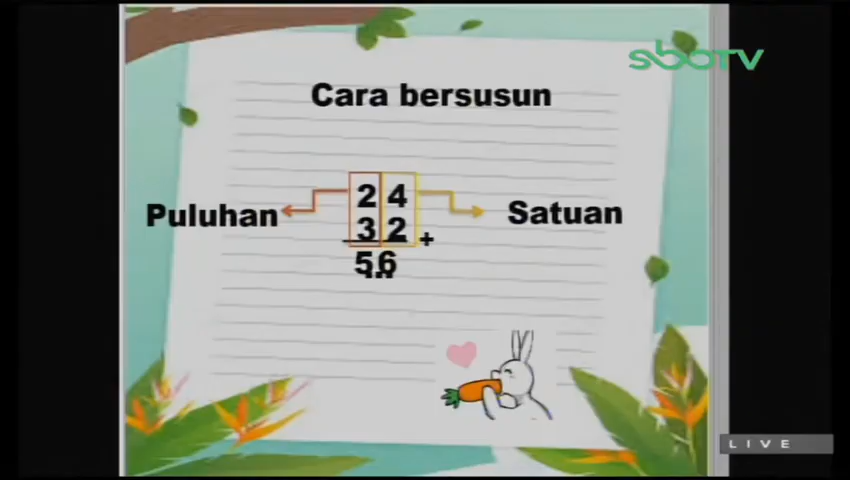 sboTV
Cara bersusun
Puluhan
24
Satuan
32
+
56
LIVE